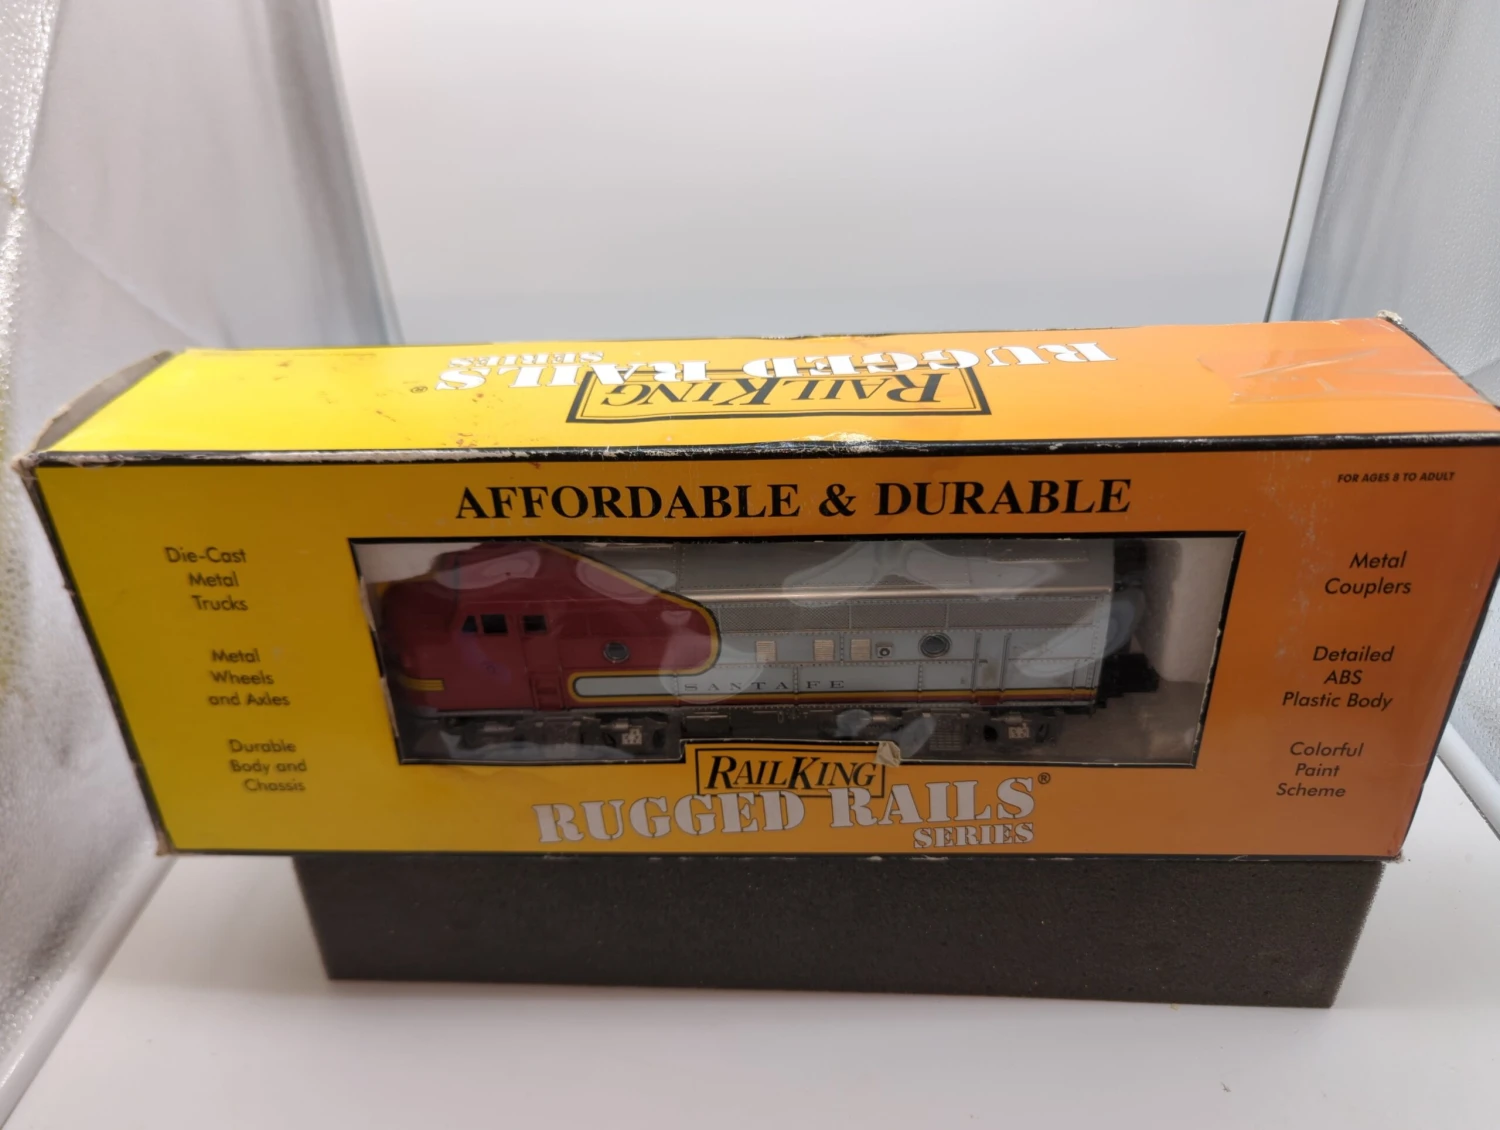 RUGGED RAILS®
SERIES
RAILKING
AFFORDABLE & DURABLE
FOR AGES 8 TO ADULT
Die-Cast
Metal
Trucks
Metal
Wheels
and Axles
Durable
Body and
Chassis
SANTA FE
Metal
Couplers
Detailed
ABS
Plastic Body
Colorful
Paint
Scheme
RAILKING
RUGGED RAILS®
SERIES